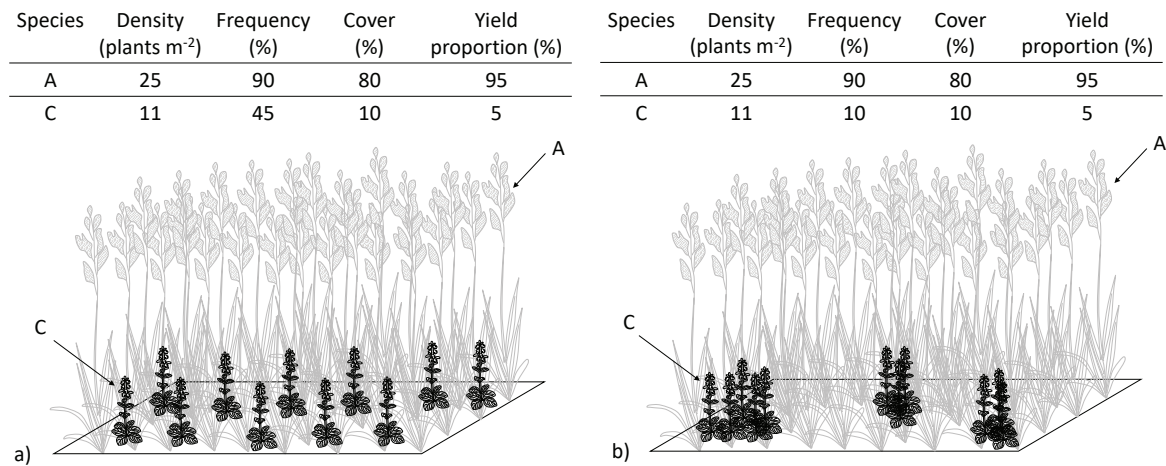 Species Density (plants m-2) Frequency (%) Cover (%) Yield proportion (%)
A 25 90 80 95
C 11 45 10 5
A
C
a)
Species Density (plants m-2) Frequency (%) Cover (%) Yield proportion (%)
A 25 90 80 95
C 11 10 10 5
A
C
b)